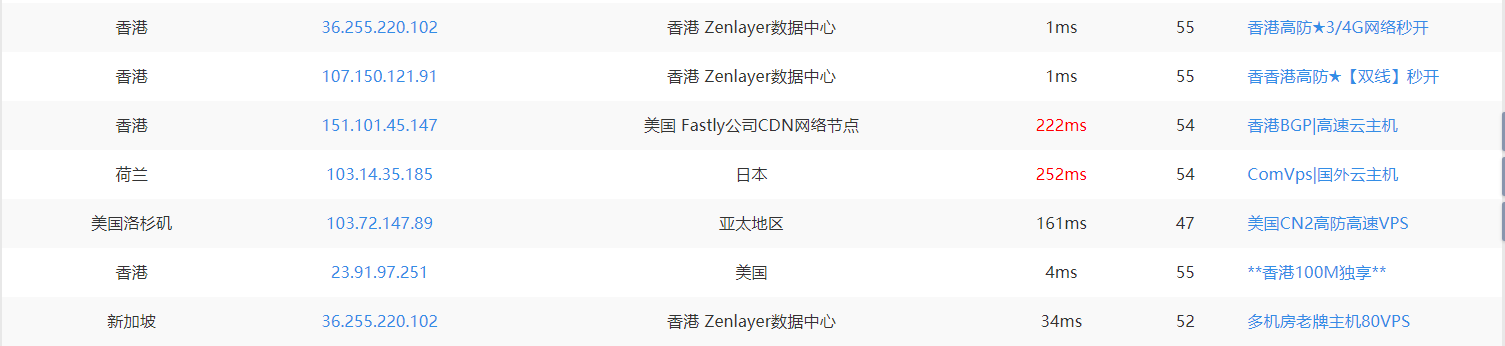 香港 36.255.220.102 香港 Zenlayer数据中心 1ms 55 香港高防★3/4G网络秒开
香港 107.150.121.91 香港 Zenlayer数据中心 1ms 55 香香港高防★【双线】秒开
香港 151.101.45.147 美国 Fastly公司CDN网络节点 222ms 54 香港BGP|高速云主机
荷兰 103.14.35.185 日本 252ms 54 ComVps|国外云主机
美国洛杉矶 103.72.147.89 亚太地区 161ms 47 美国CN2高防高速VPS
香港 23.91.97.251 美国 4ms 55 **香港100M独享**
新加坡 36.255.220.102 香港 Zenlayer数据中心 34ms 52 多机房老牌主机80VPS